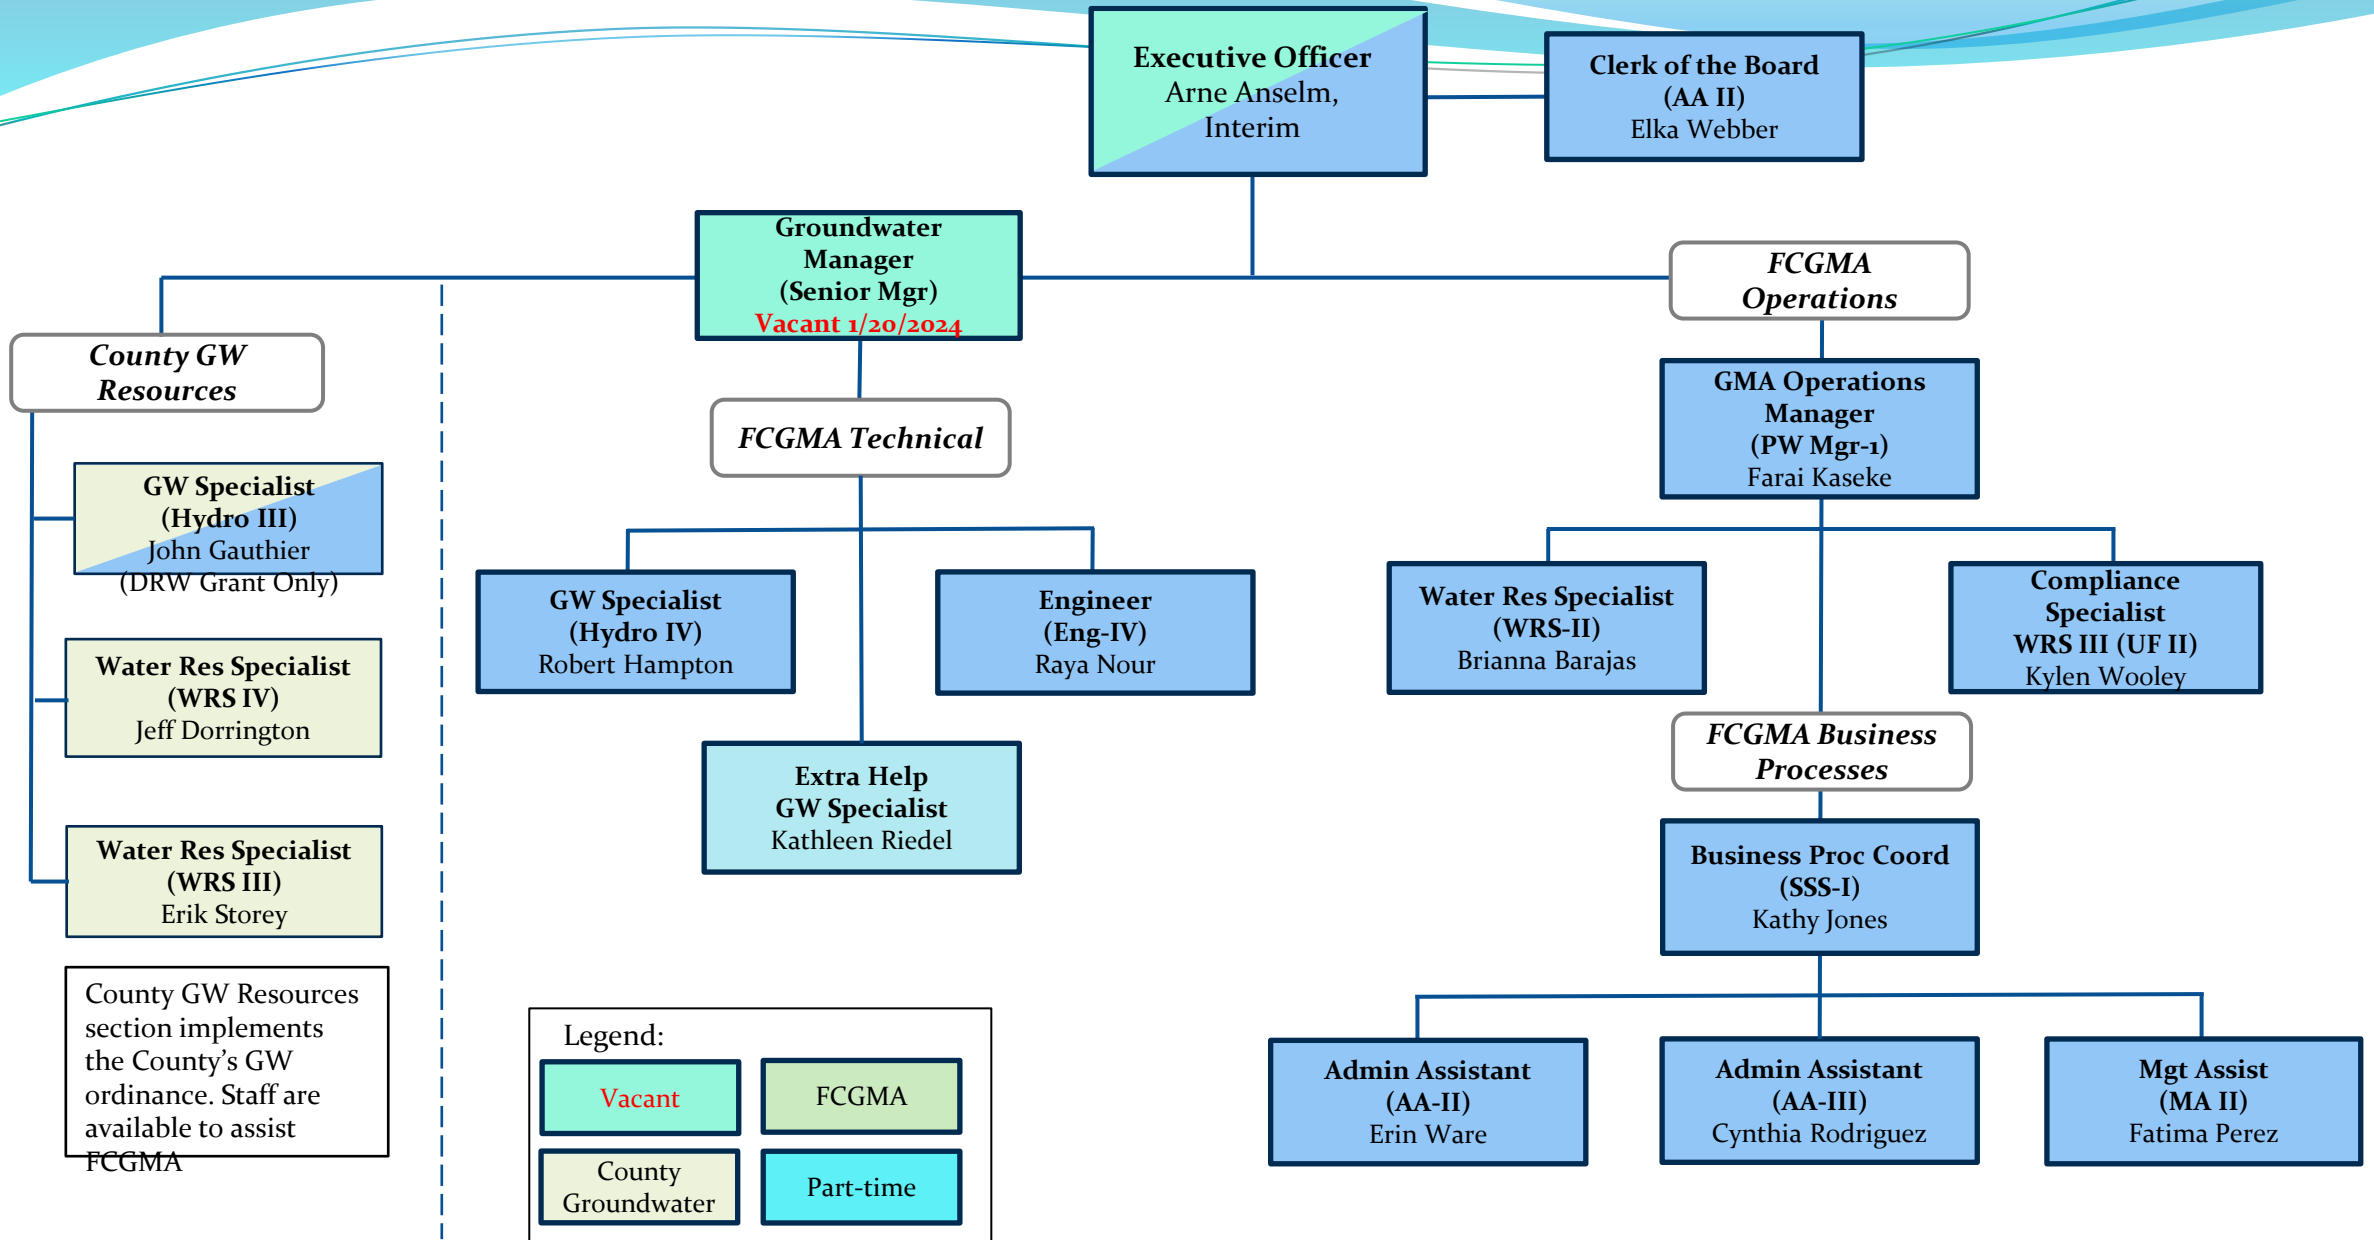 Executive Officer
Arne Anselm,
Interim
Clerk of the Board
(AA II)
Elka Webber
Groundwater
Manager
(Senior Mgr)
Vacant 1/20/2024
FCGMA
Operations
County GW
Resources
GMA Operations
Manager
(PW Mgr-1)
Farai Kaseke
FCGMA Technical
GW Specialist
(Hydro III)
John Gauthier
(DRW Grant Only)
GW Specialist
(Hydro IV)
Robert Hampton
Engineer
(Eng-IV)
Raya Nour
Water Res Specialist
(WRS-II)
Brianna Barajas
Compliance
Specialist
WRS III (UF II)
Kylen Wooley
Water Res Specialist
(WRS IV)
Jeff Dorrington
FCGMA Business
Processes
Extra Help
GW Specialist
Kathleen Riedel
Water Res Specialist
(WRS III)
Erik Storey
Business Proc Coord
(SSS-I)
Kathy Jones
County GW Resources
section implements
the County’s GW
ordinance. Staff are
available to assist
FCGMA
Legend:
Vacant
FCGMA
County
Groundwater
Part-time
Admin Assistant
(AA-II)
Erin Ware
Admin Assistant
(AA-III)
Cynthia Rodriguez
Mgt Assist
(MA II)
Fatima Perez